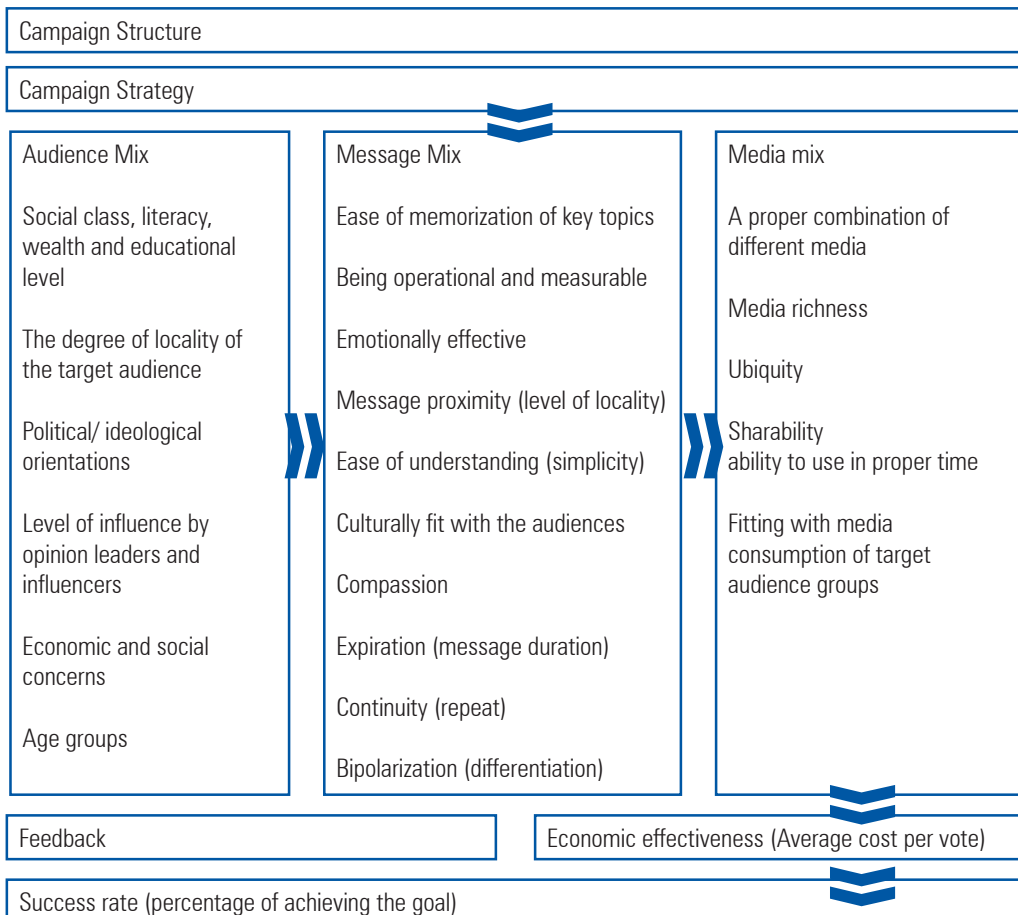 Campaign Structure
Campaign Strategy
Audience Mix
Social class, literacy,
wealth and educational
level
The degree of locality of
the target audience
Political/ ideological
orientations
Level of influence by
opinion leaders and
influencers
Economic and social
concerns
Age groups
Message Mix
Ease of memorization of key topics
Being operational and measurable
Emotionally effective
Message proximity (level of locality)
Ease of understanding (simplicity)
Culturally fit with the audiences
Compassion
Expiration (message duration)
Continuity (repeat)
Bipolarization (differentiation)
Media mix
A proper combination of
different media
Media richness
Ubiquity
Sharability
ability to use in proper time
Fitting with media
consumption of target
audience groups
Feedback
Economic effectiveness (Average cost per vote)
Success rate (percentage of achieving the goal)